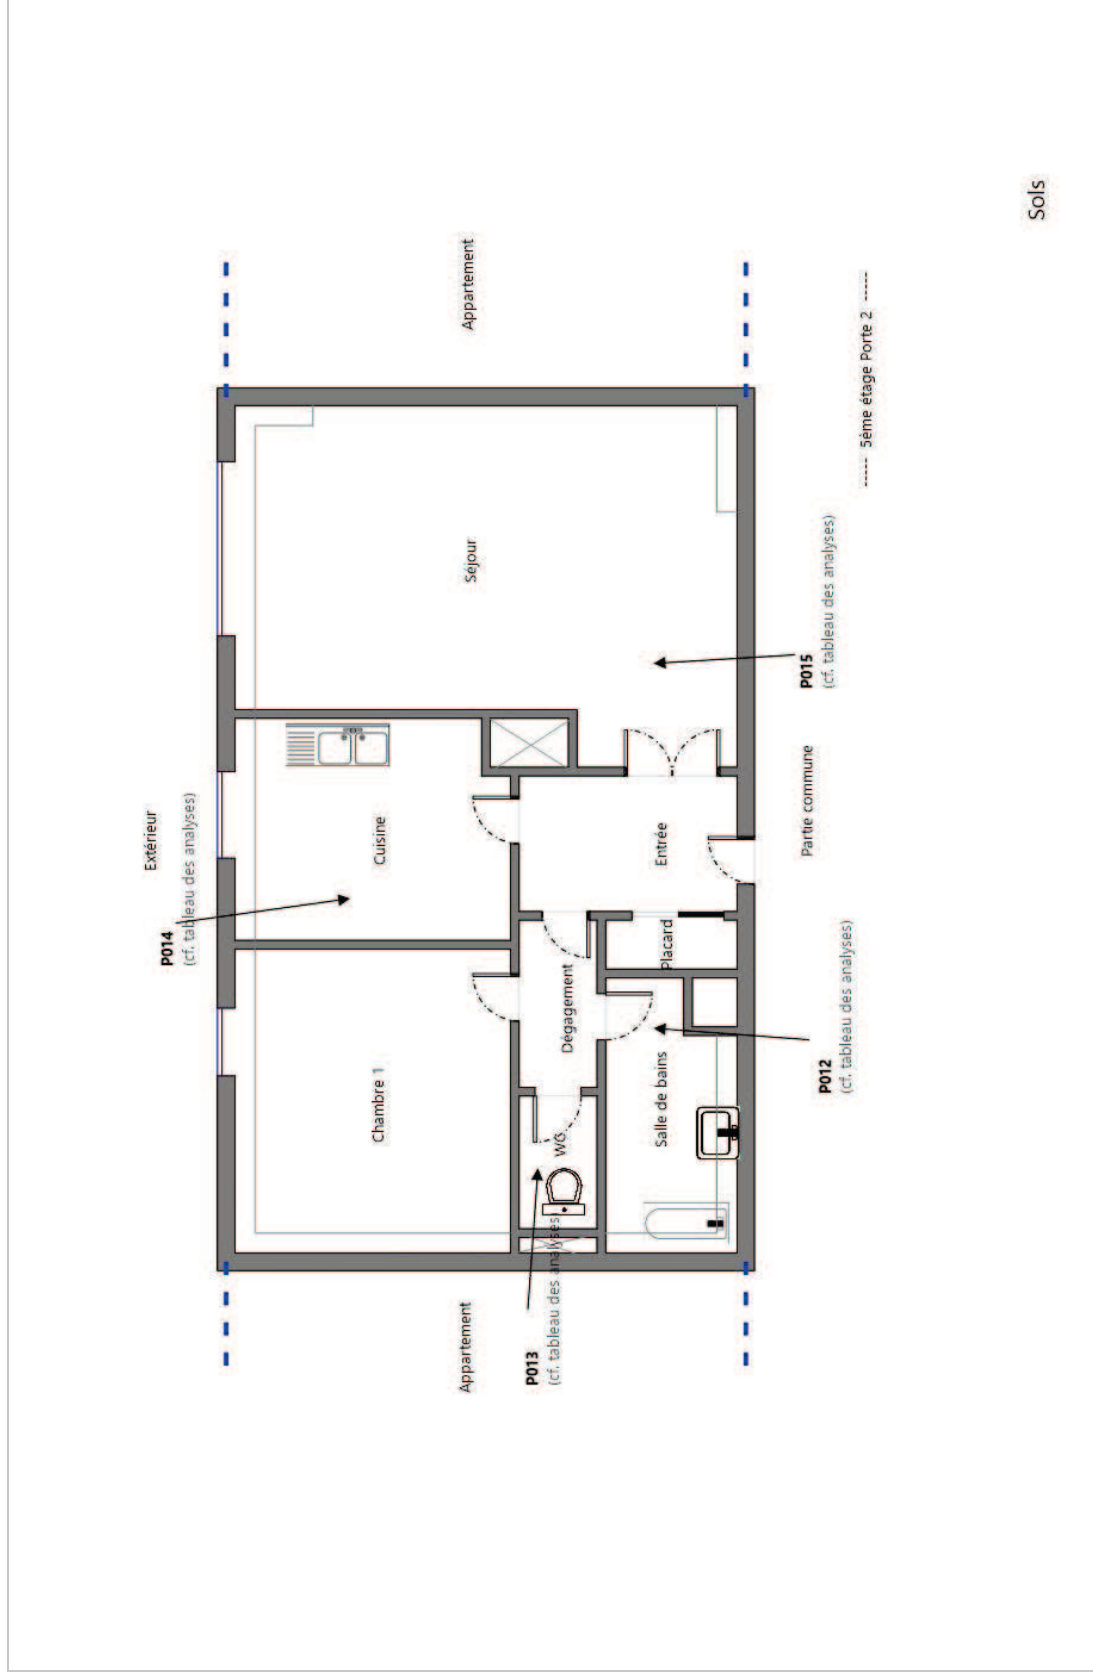 Extérieur
P014
(cf. tableau des analyses)
Appartement
Chambre 1
Cuisine
Séjour
Appartement
P013
(cf. tableau des analyses)
WC
Dégagement
Salle de bains
Placard
Entrée
P012
(cf. tableau des analyses)
Partie commune
P015
(cf. tableau des analyses)
----- 5ème étage Porte 2 -----
Sols